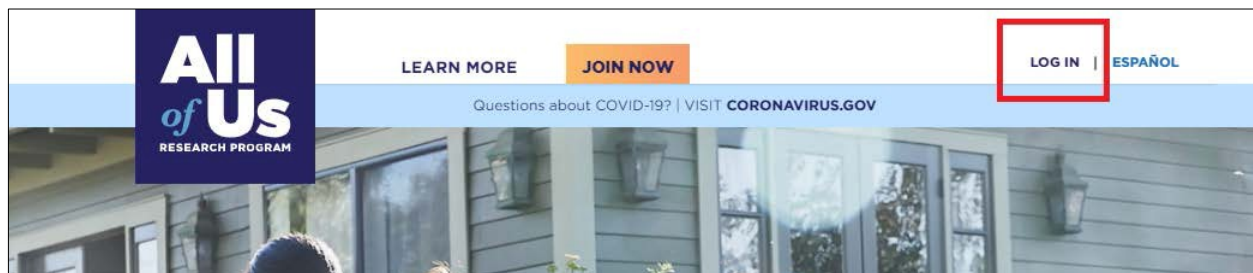 All
of Us
RESEARCH PROGRAM
LEARN MORE
JOIN NOW
LOG IN | ESPAÑOL
Questions about COVID-19? | VISIT CORONAVIRUS.GOV